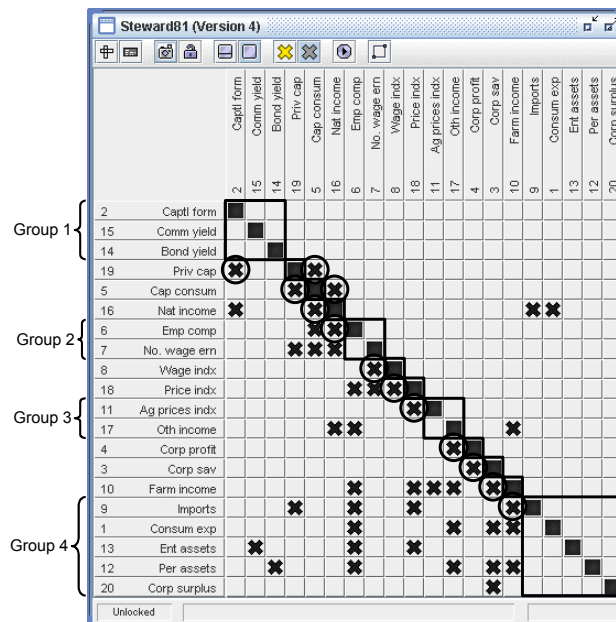 Steward81 (Version 4)
Captl form
Comm yield
Bond yield
Priv cap
Cap consum
Nat income
Emp comp
No. wage ern
Wage indx
Price indx
Ag prices indx
Oth income
Corp profit
Corp sav
Farm income
Imports
Consum exp
Ent assets
Per assets
Corp surplus
2 15 14 19 5 16 6 7 8 18 11 17 4 3 10 9 1 13 12 20
Group 1
2 Captl form
15 Comm yield
14 Bond yield
19 Priv cap
5 Cap consum
16 Nat income
Group 2
6 Emp comp
7 No. wage ern
8 Wage indx
18 Price indx
Group 3
11 Ag prices indx
17 Oth income
4 Corp profit
3 Corp sav
10 Farm income
Group 4
9 Imports
1 Consum exp
13 Ent assets
12 Per assets
20 Corp surplus
Unlocked